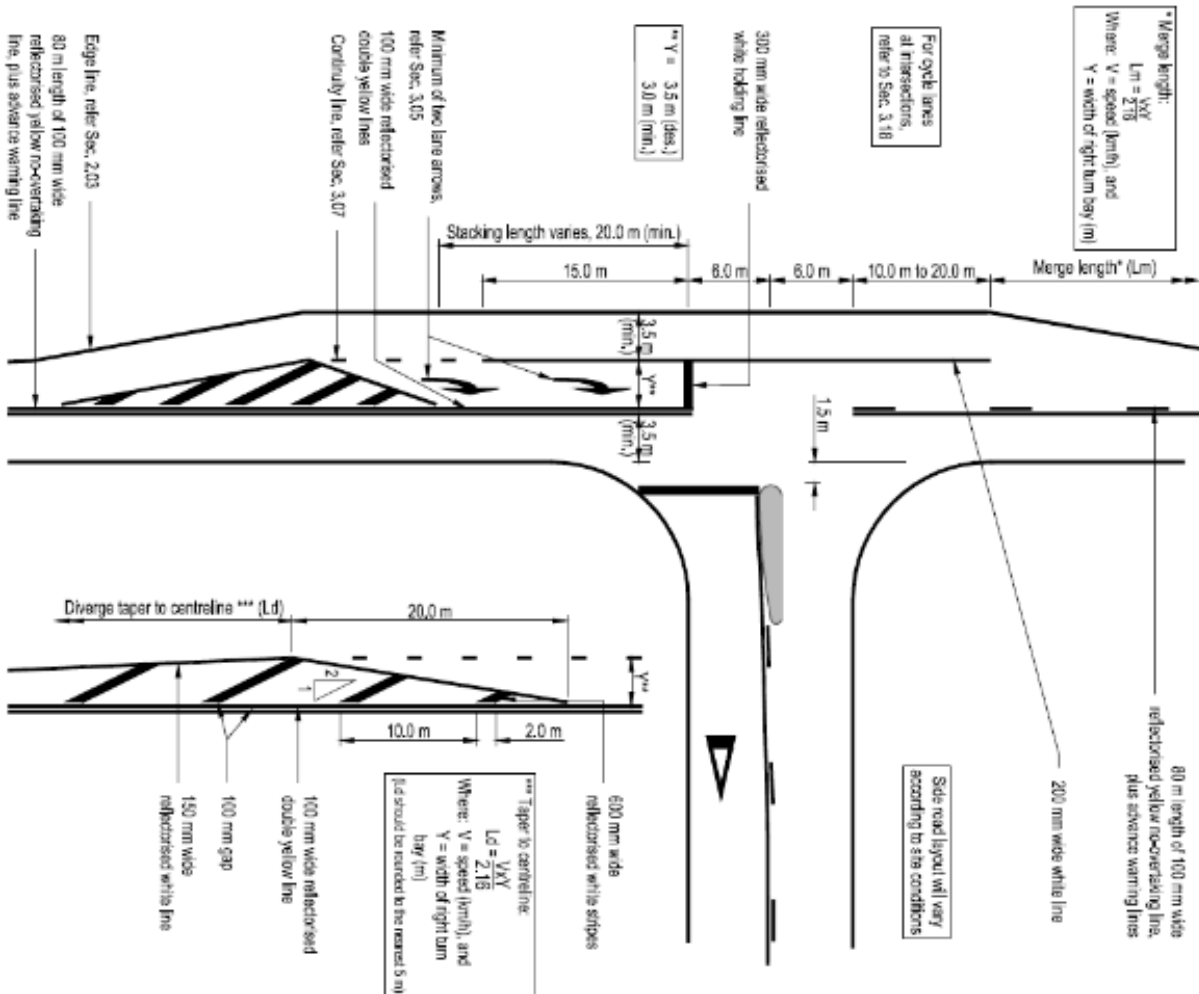 * Merge length:
Lm = VxY
2.16
Where: V = speed (km/h), and
Y = width of right turn bay (m)
For cycle lanes
at intersections,
refer to Sec. 3.18
300 mm wide reflectorised
white holding line
** Y = 3.5 m (des.)
3.0 m (min.)
Minimum of two lane arrows,
refer Sec. 3.05
100 mm wide reflectorised
double yellow lines
Continuity line, refer Sec. 3.07
Edge line, refer Sec. 2.03
80 m length of 100 mm wide
reflectorised yellow no-overtaking
line, plus advance warning line
Stacking length varies, 20.0 m (min.)
15.0 m
6.0 m
6.0 m
10.0 m to 20.0 m
Merge length* (Lm)
3.5 m
(min.)
Y**
3.5 m
(min.)
1.5 m
80 m length of 100 mm wide
reflectorised yellow no-overtaking line,
plus advance warning lines
200 mm wide white line
Side road layout will vary
according to site conditions
Diverge taper to centreline *** (Ld)
20.0 m
Y**
2
1
10.0 m
2.0 m
600 mm wide
reflectorised white stripes
100 mm wide reflectorised
double yellow line
100 mm gap
150 mm wide
reflectorised white line
*** Taper to centreline:
Ld = VxY
2.16
Where: V = speed (km/h), and
Y = width of right turn
bay (m)
(Ld should be rounded to the nearest 5 m)